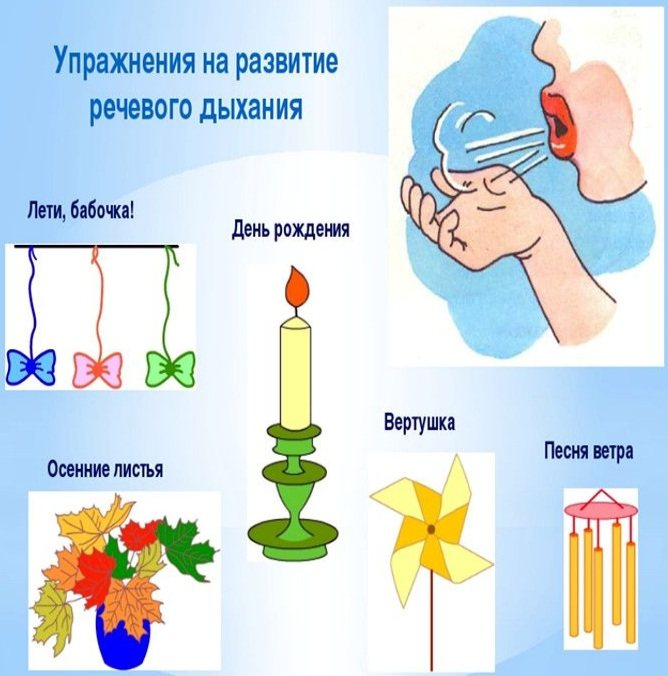 Упражнения на развитие
речевого дыхания
Лети, бабочка!
День рождения
Вертушка
Песня ветра
Осенние листья